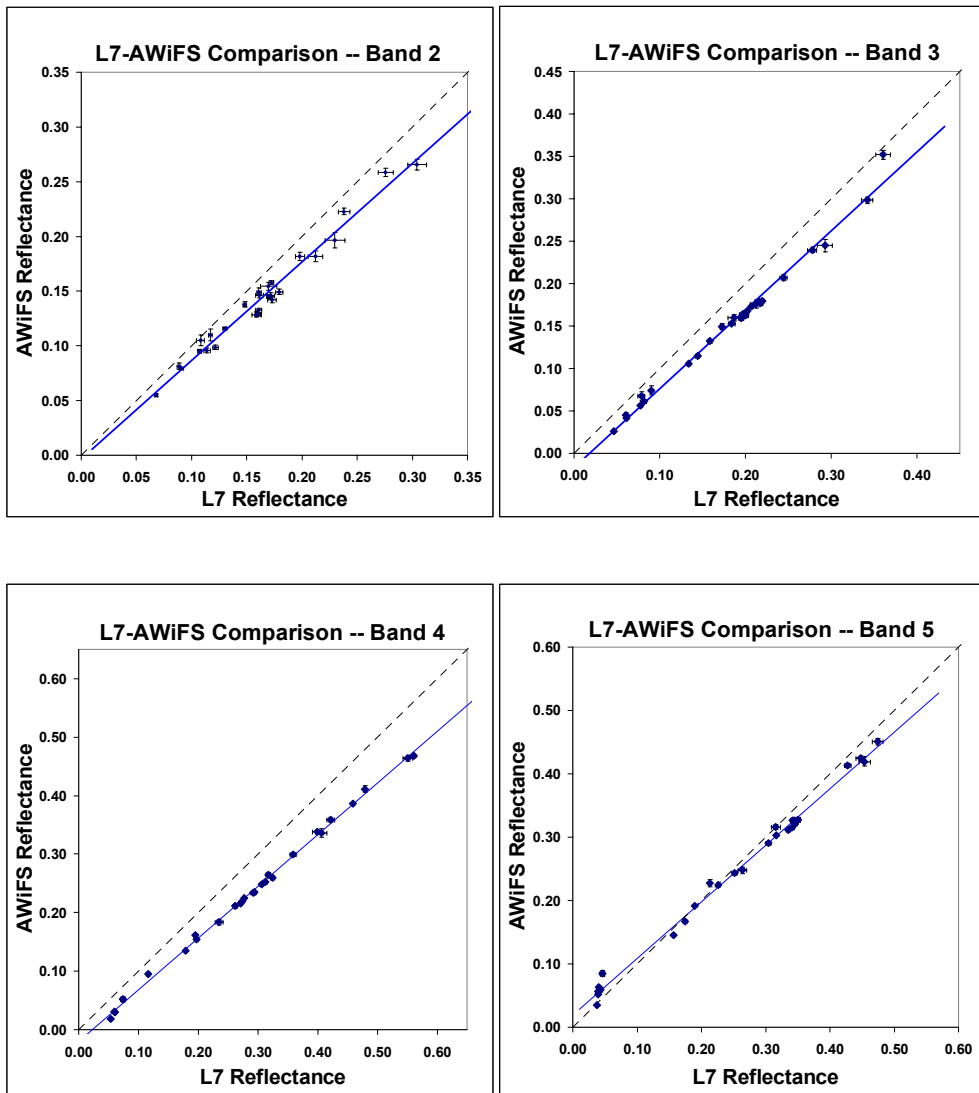 L7-AWiFS Comparison -- Band 2
0.35
0.30
0.25
0.20
0.15
0.10
0.05
0.00
AWiFS Reflectance
0.00 0.05 0.10 0.15 0.20 0.25 0.30 0.35
L7 Reflectance
L7-AWiFS Comparison -- Band 3
0.45
0.40
0.35
0.30
0.25
0.20
0.15
0.10
0.05
0.00
AWiFS Reflectance
0.00 0.10 0.20 0.30 0.40
L7 Reflectance
L7-AWiFS Comparison -- Band 4
0.60
0.50
0.40
0.30
0.20
0.10
0.00
AWiFS Reflectance
0.00 0.10 0.20 0.30 0.40 0.50 0.60
L7 Reflectance
L7-AWiFS Comparison -- Band 5
0.60
0.50
0.40
0.30
0.20
0.10
0.00
AWiFS Reflectance
0.00 0.10 0.20 0.30 0.40 0.50 0.60
L7 Reflectance